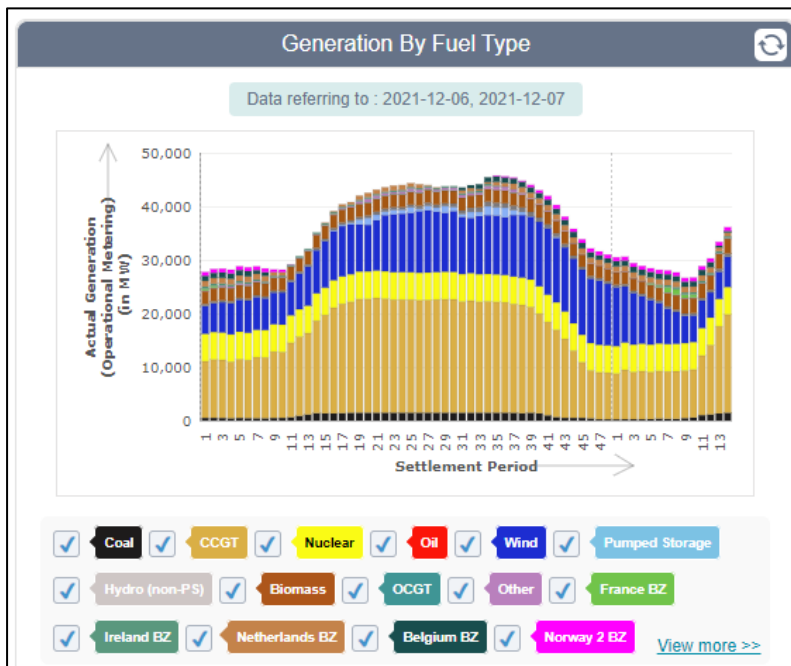 Generation By Fuel Type
Data referring to : 2021-12-06, 2021-12-07
Actual Generation
(Operational Metering)
(in MW)
50,000
40,000
30,000
20,000
10,000
0
1 3 5 7 9 11 13 15 17 19 21 23 25 27 29 31 33 35 37 39 41 43 45 47 1 3 5 7 9 11 13
Settlement Period
Coal CCGT Nuclear Oil Wind Pumped Storage
Hydro (non-PS) Biomass OCGT Other France BZ
Ireland BZ Netherlands BZ Belgium BZ Norway 2 BZ View more >>